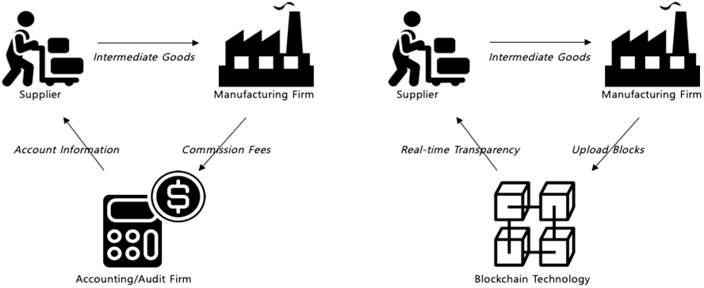 Intermediate Goods
Supplier
Manufacturing Firm
Account Information
Commission Fees
$
Accounting/Audit Firm
Intermediate Goods
Supplier
Manufacturing Firm
Real-time Transparency
Upload Blocks
Blockchain Technology